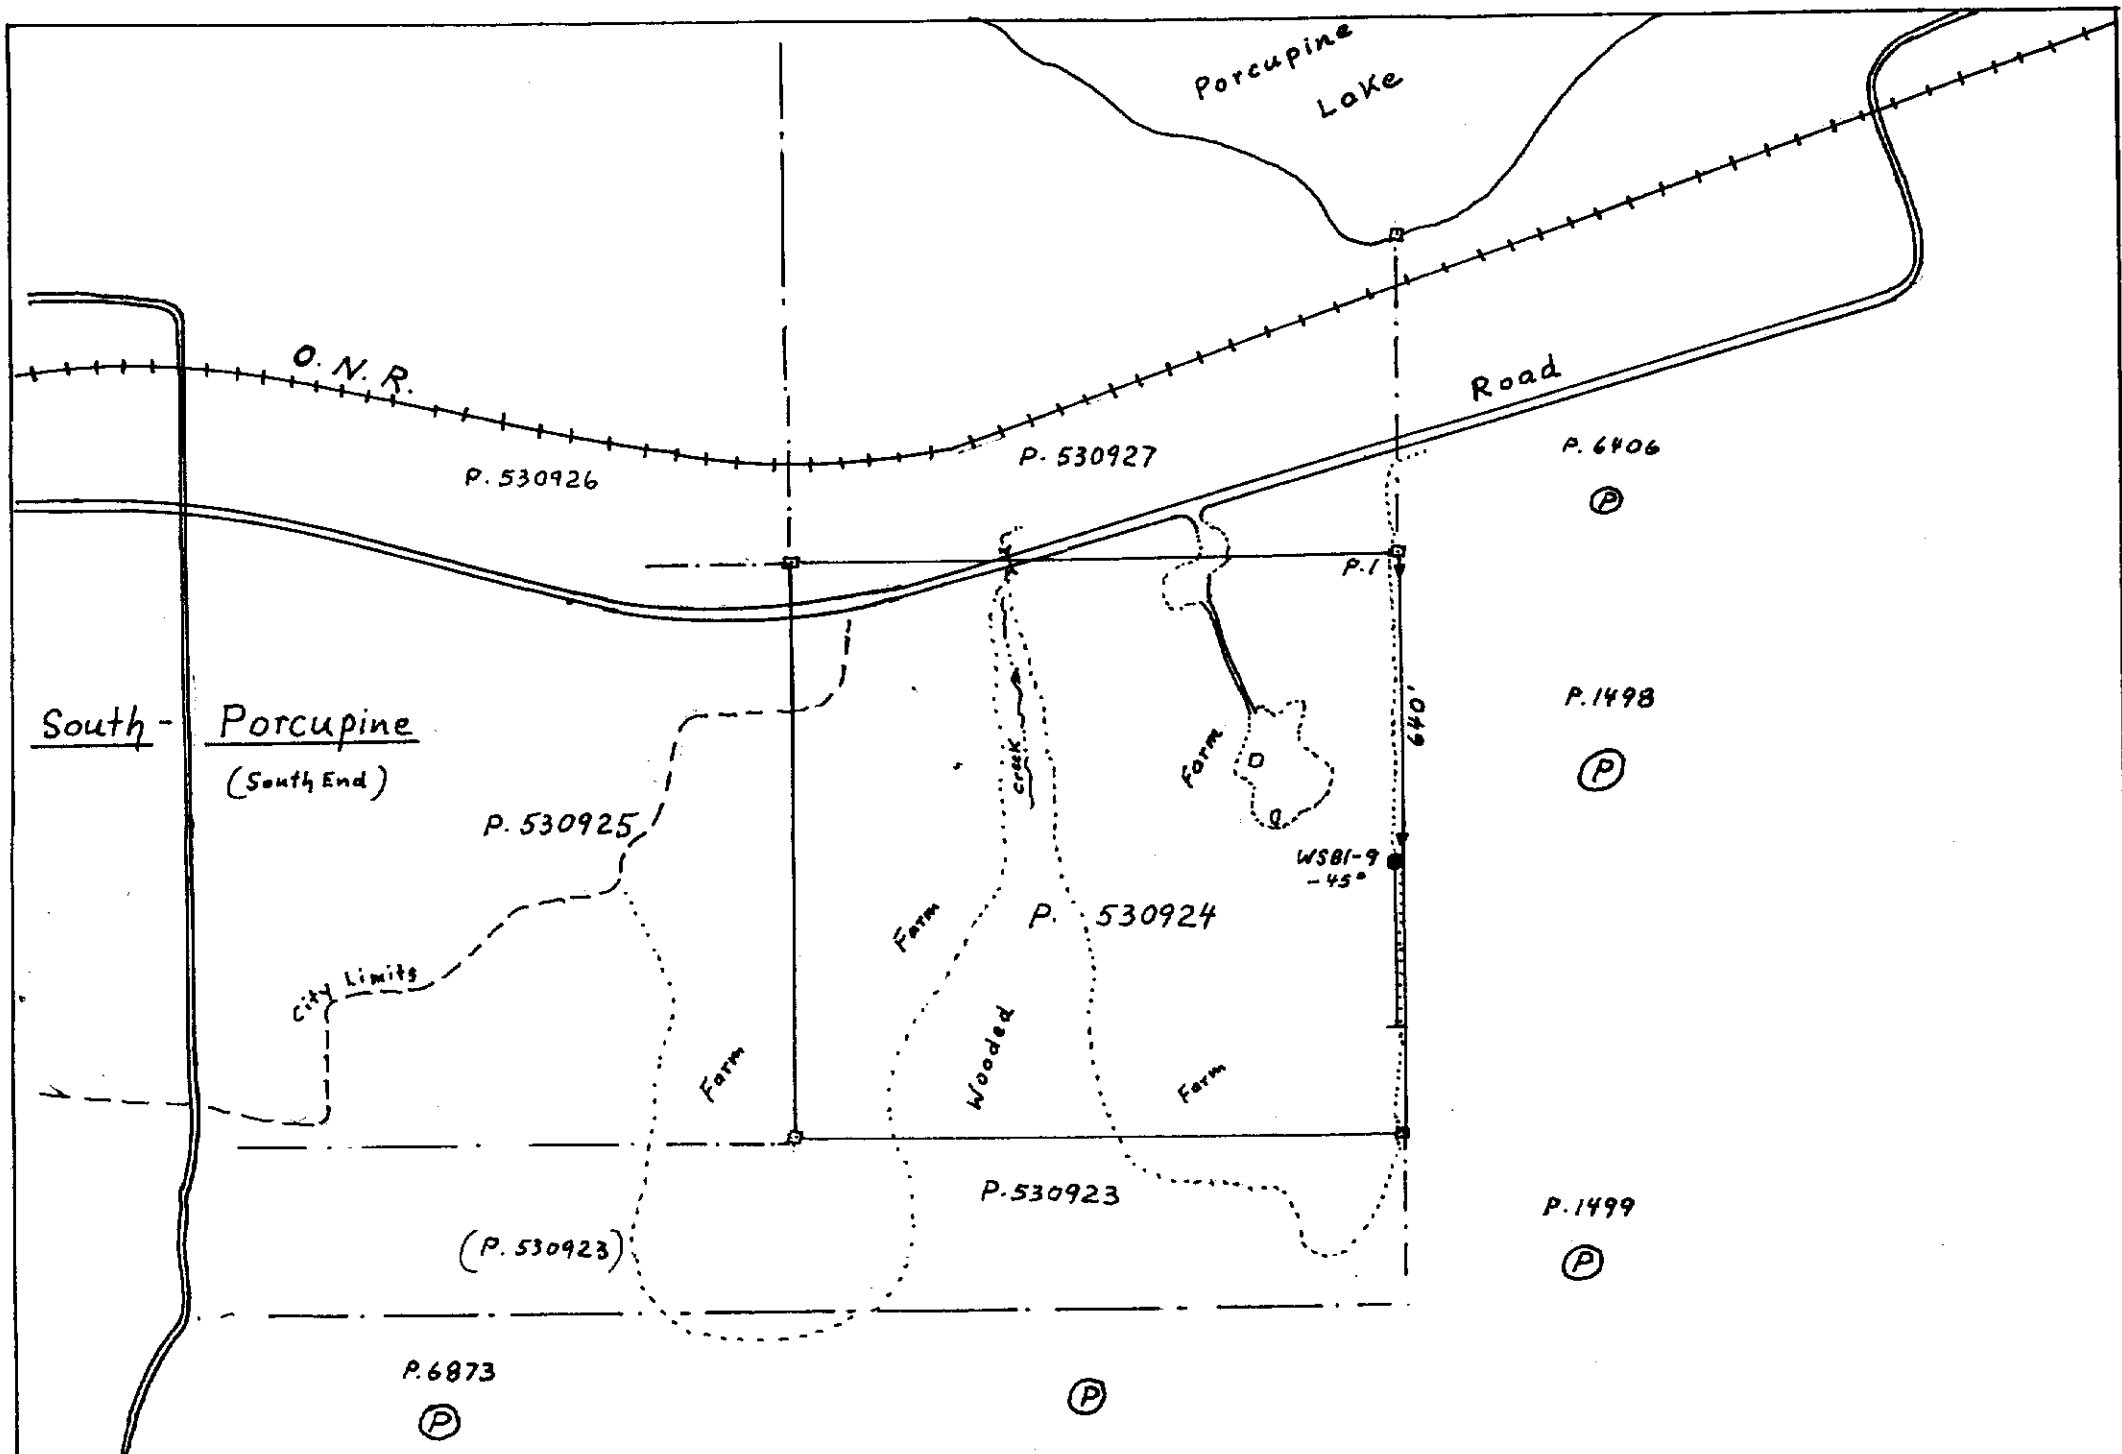 Porcupine
Lake
O. N. R.
Road
P. 530926
P. 530927
P. 6406
P
P. 1
South - Porcupine
(South End)
P. 530925
creek
Farm
640'
P. 1498
P
WS81-9
-45°
Farm
P. 530924
City Limits
Farm
Wooded
Farm
P. 530923
(P. 530923)
P. 1499
P
P. 6873
P
P